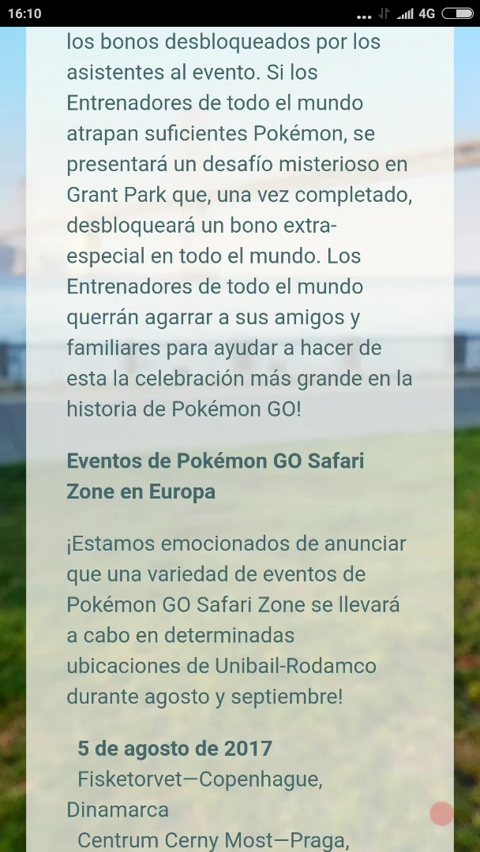 16:10
4G
los bonos desbloqueados por los
asistentes al evento. Si los
Entrenadores de todo el mundo
atrapan suficientes Pokémon, se
presentará un desafío misterioso en
Grant Park que, una vez completado,
desbloqueará un bono extra-
especial en todo el mundo. Los
Entrenadores de todo el mundo
querrán agarrar a sus amigos y
familiares para ayudar a hacer de
esta la celebración más grande en la
historia de Pokémon GO!
Eventos de Pokémon GO Safari
Zone en Europa
¡Estamos emocionados de anunciar
que una variedad de eventos de
Pokémon GO Safari Zone se llevará
a cabo en determinadas
ubicaciones de Unibail-Rodamco
durante agosto y septiembre!
5 de agosto de 2017
Fisketorvet—Copenhague,
Dinamarca
Centrum Cerny Most—Praga,